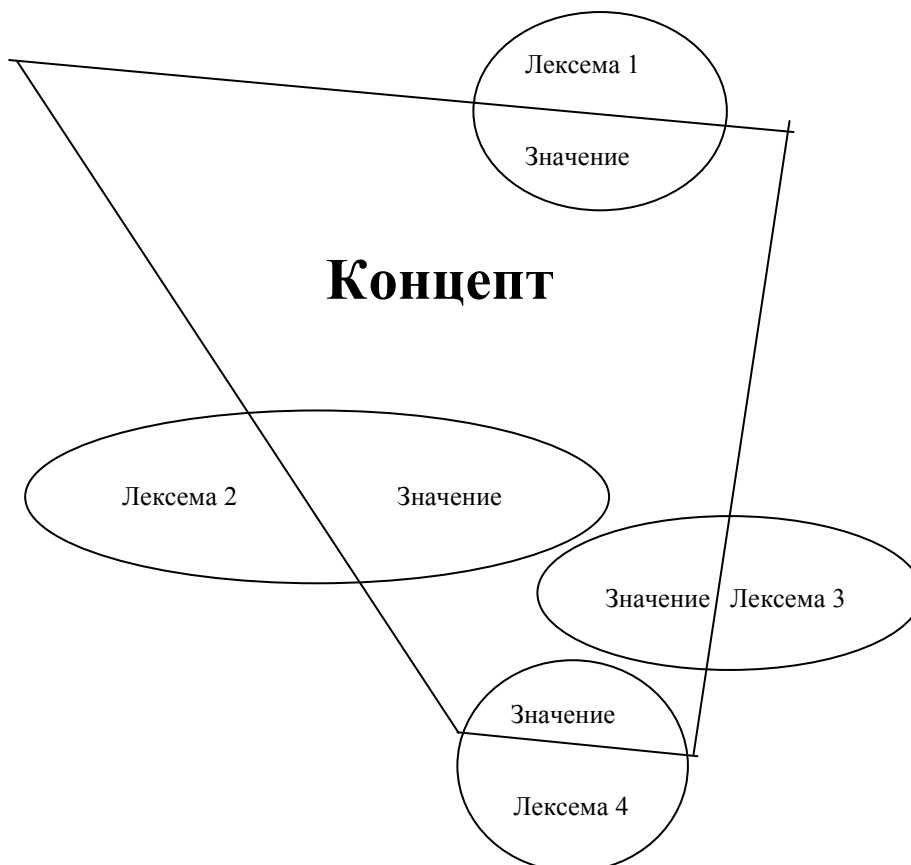 Лексема 1
Значение
Концепт
Лексема 2 Значение
Значение Лексема 3
Значение
Лексема 4